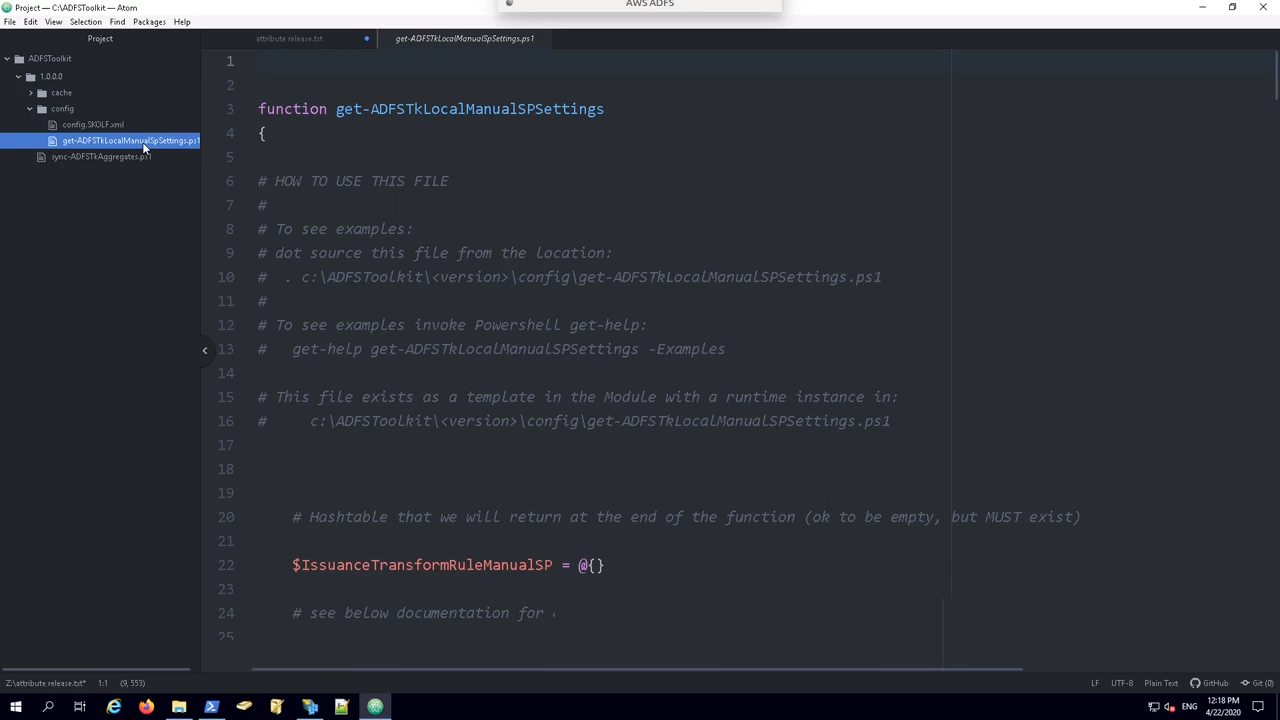 Project — C:\ADFSToolkit — Atom
AWS ADFS
File Edit View Selection Find Packages Help
Project
attribute release.txt
get-ADFSTkLocalManualSpSettings.ps1
ADFSToolkit
1.0.0.0
cache
config
config.SKOLF.xml
get-ADFSTkLocalManualSpSettings.ps1
sync-ADFSTkAggregates.ps1
1
2
3 function get-ADFSTkLocalManualSPSettings
4 {
5
6 # HOW TO USE THIS FILE
7 #
8 # To see examples:
9 # dot source this file from the location:
10 # . c:\ADFSToolkit\<version>\config\get-ADFSTkLocalManualSPSettings.ps1
11 #
12 # To see examples invoke Powershell get-help:
13 # get-help get-ADFSTkLocalManualSPSettings -Examples
14
15 # This file exists as a template in the Module with a runtime instance in:
16 # c:\ADFSToolkit\<version>\config\get-ADFSTkLocalManualSPSettings.ps1
17
18
19
20 # Hashtable that we will return at the end of the function (ok to be empty, but MUST exist)
21
22 $IssuanceTransformRuleManualSP = @{}
23
24 # see below documentation for
25
Z:\attribute release.txt* 1:1 (9, 553) LF UTF-8 Plain Text GitHub Git (0)
ENG
12:18 PM
4/22/2020